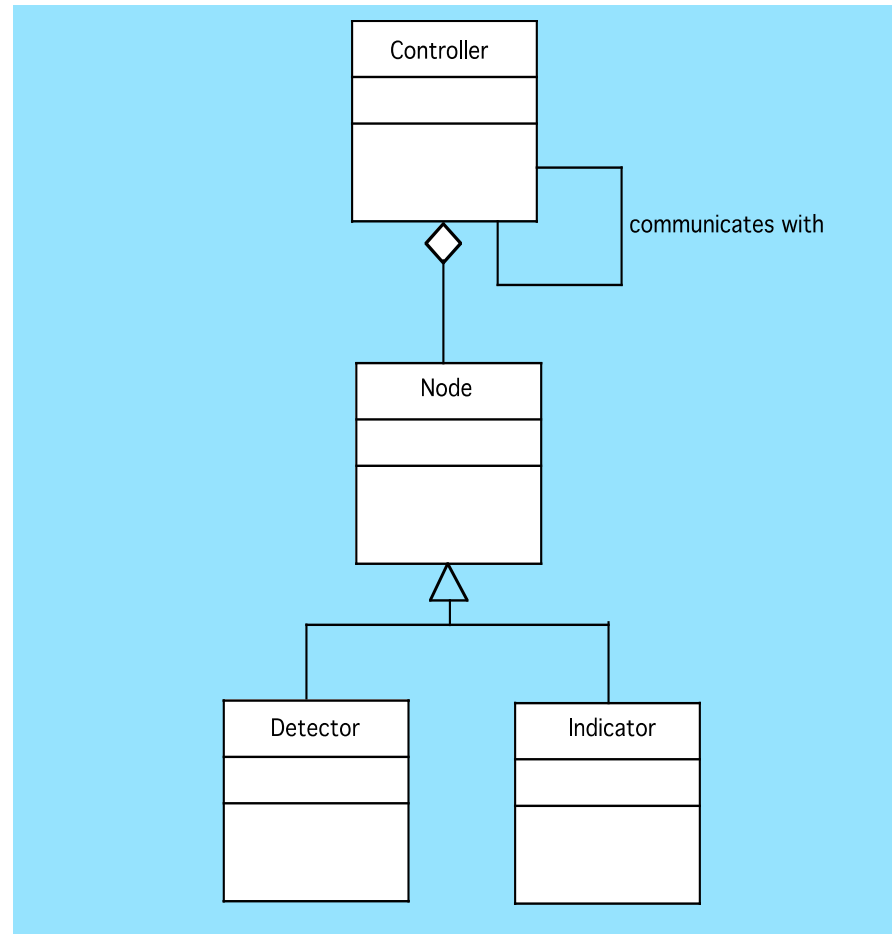 Controller
communicates with
Node
Detector
Indicator